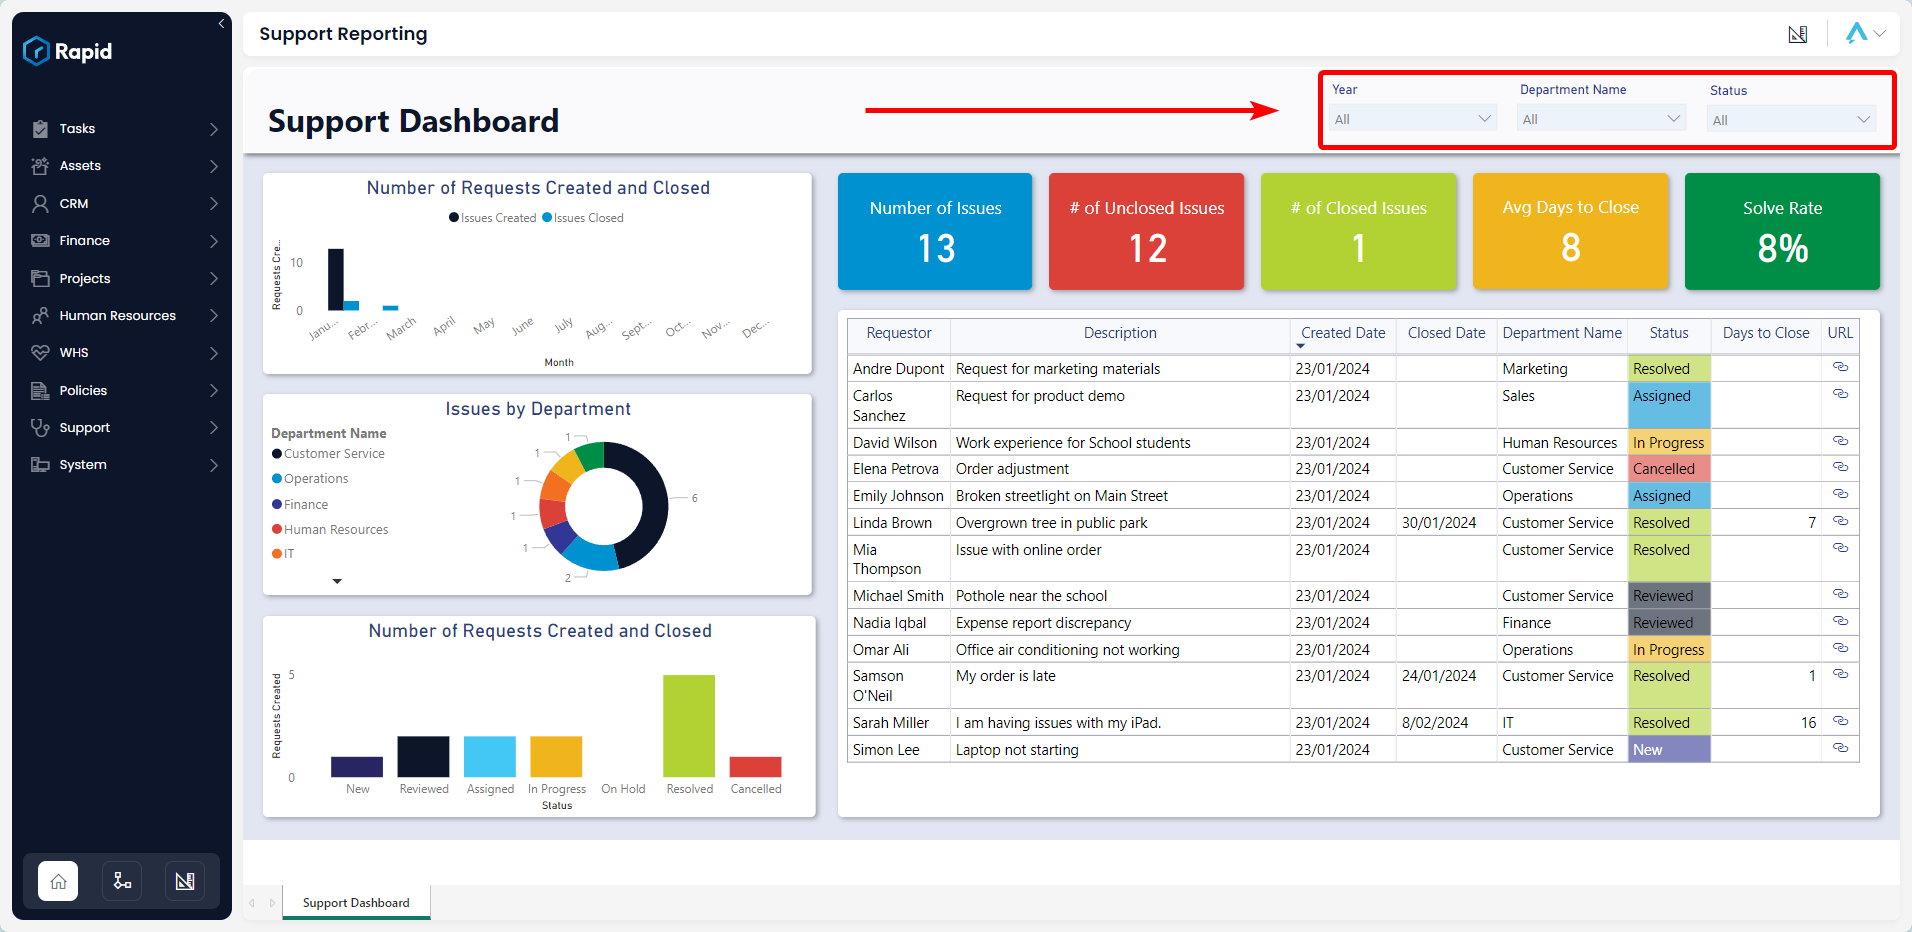 Rapid
Tasks
Assets
CRM
Finance
Projects
Human Resources
WHS
Policies
Support
System
Support Reporting
Support Dashboard
Year
All
Department Name
All
Status
All
Number of Requests Created and Closed
Issues Created Issues Closed
Requests Cre...
10
0
Janu... Febr... March April May June July Aug... Sept... Oct... Nov... Dec...
Month
Issues by Department
Department Name
Customer Service
Operations
Finance
Human Resources
IT
1
1
1
1
1
2
6
Number of Requests Created and Closed
Requests Created
5
0
New Reviewed Assigned In Progress On Hold Resolved Cancelled
Status
Number of Issues
13
# of Unclosed Issues
12
# of Closed Issues
1
Avg Days to Close
8
Solve Rate
8%
Requestor Description Created Date Closed Date Department Name Status Days to Close URL
Andre Dupont Request for marketing materials 23/01/2024 Marketing Resolved
Carlos Sanchez Request for product demo 23/01/2024 Sales Assigned
David Wilson Work experience for School students 23/01/2024 Human Resources In Progress
Elena Petrova Order adjustment 23/01/2024 Customer Service Cancelled
Emily Johnson Broken streetlight on Main Street 23/01/2024 Operations Assigned
Linda Brown Overgrown tree in public park 23/01/2024 30/01/2024 Customer Service Resolved 7
Mia Thompson Issue with online order 23/01/2024 Customer Service Resolved
Michael Smith Pothole near the school 23/01/2024 Customer Service Reviewed
Nadia Iqbal Expense report discrepancy 23/01/2024 Finance Reviewed
Omar Ali Office air conditioning not working 23/01/2024 Operations In Progress
Samson O'Neil My order is late 23/01/2024 24/01/2024 Customer Service Resolved 1
Sarah Miller I am having issues with my iPad. 23/01/2024 8/02/2024 IT Resolved 16
Simon Lee Laptop not starting 23/01/2024 Customer Service New
Support Dashboard